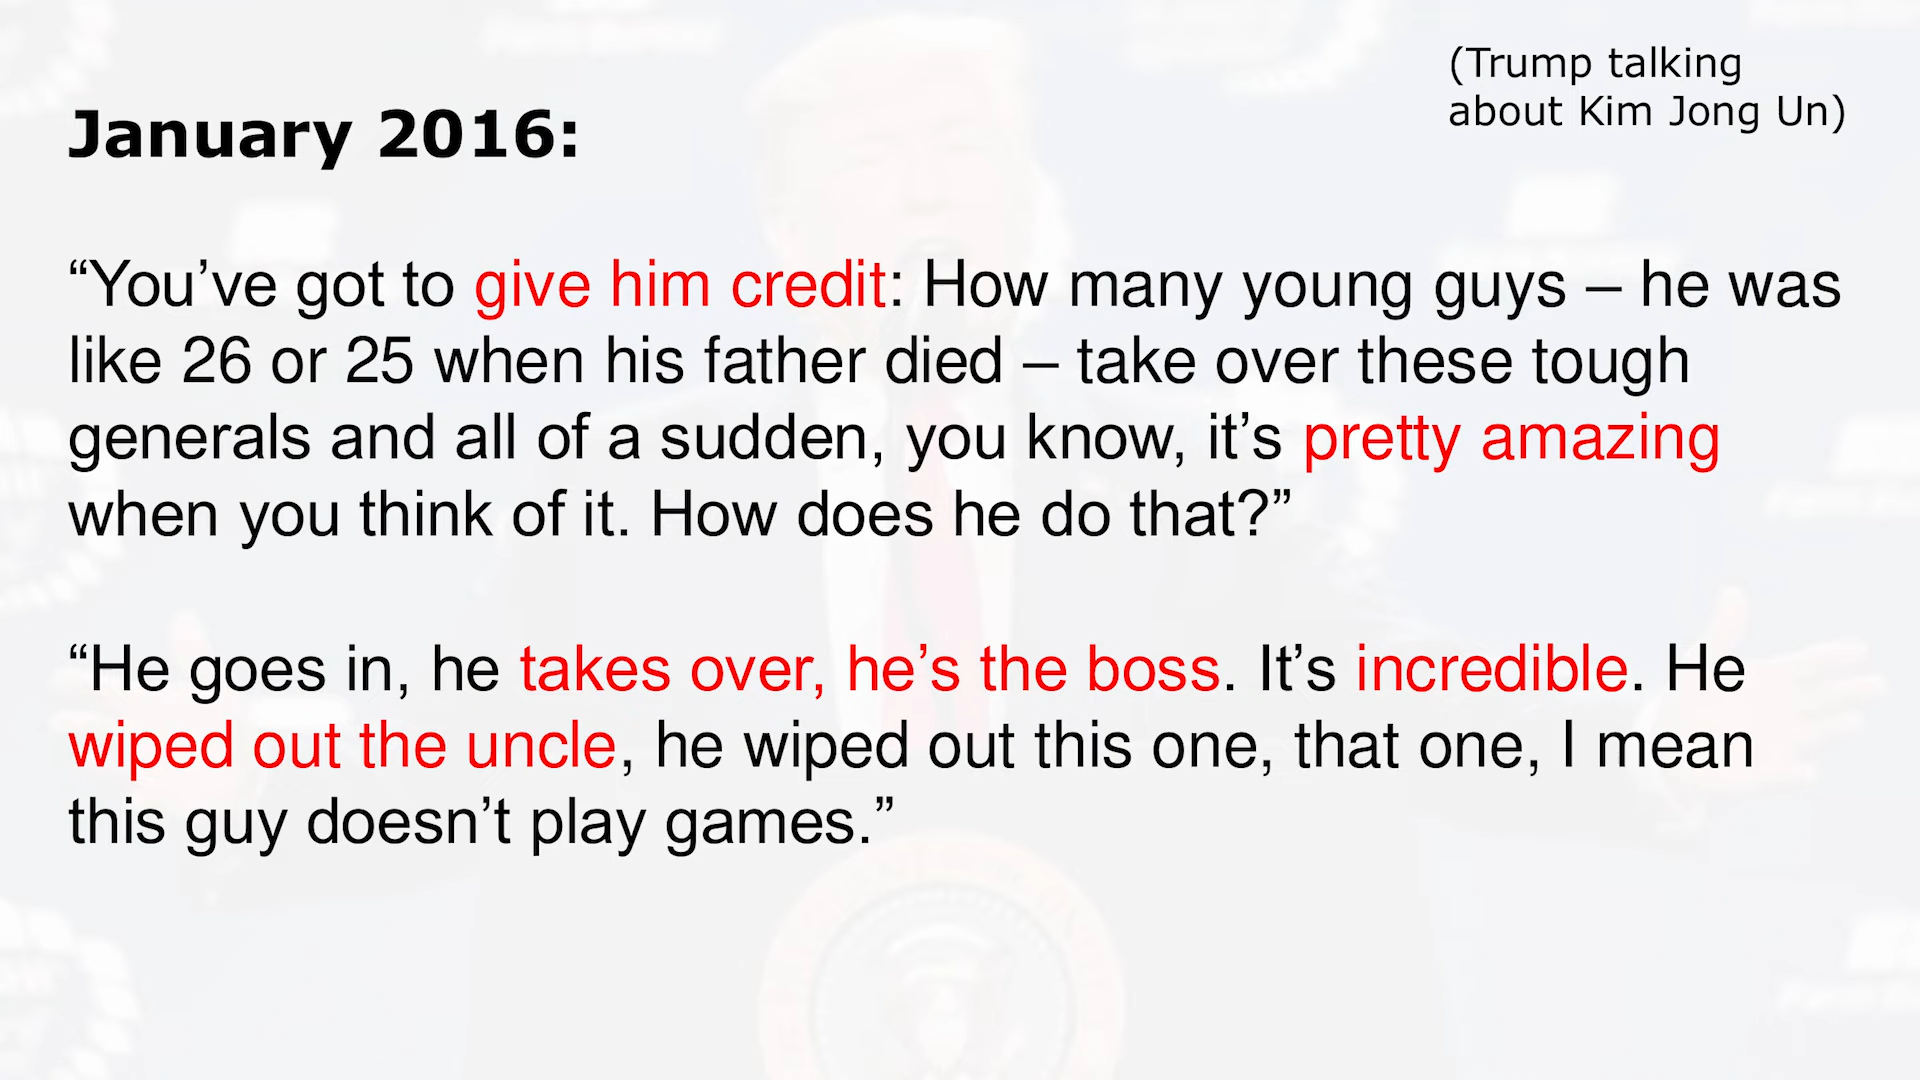 (Trump talking
about Kim Jong Un)
January 2016:
“You’ve got to give him credit: How many young guys – he was
like 26 or 25 when his father died – take over these tough
generals and all of a sudden, you know, it’s pretty amazing
when you think of it. How does he do that?”
“He goes in, he takes over, he’s the boss. It’s incredible. He
wiped out the uncle, he wiped out this one, that one, I mean
this guy doesn’t play games.”